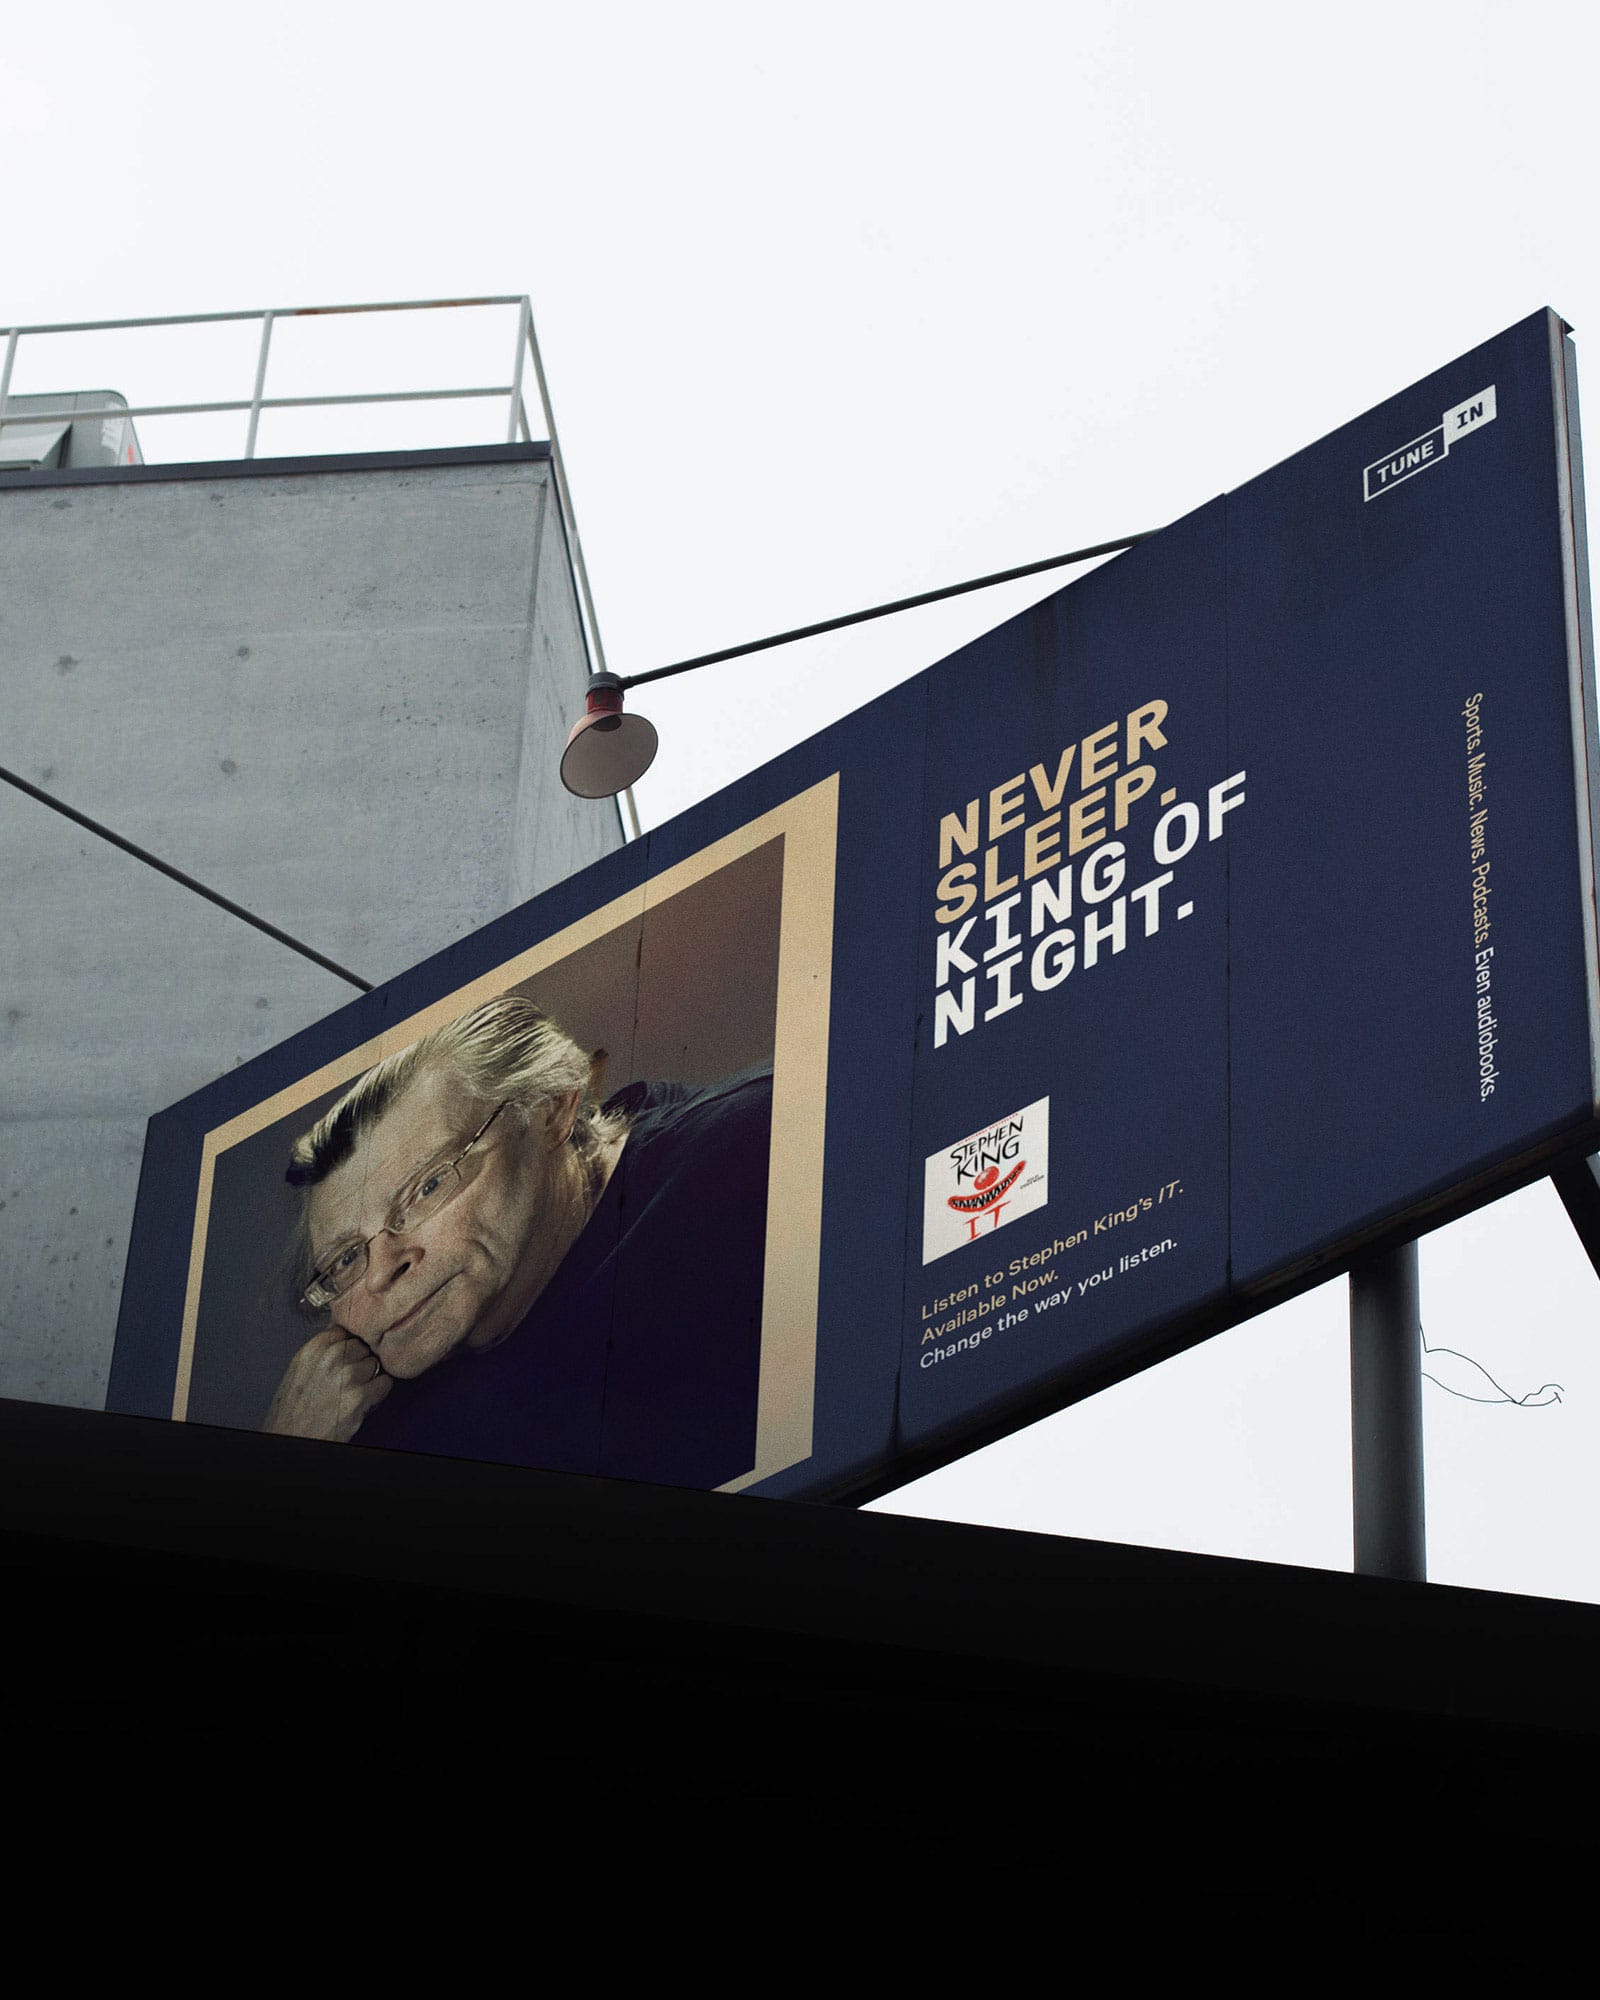 TUNE IN
NEVER
SLEEP.
KING OF
NIGHT.
STEPHEN
KING
IT
Listen to Stephen King's IT.
Available Now.
Change the way you listen.
Sports. Music. News. Podcasts. Even audiobooks.